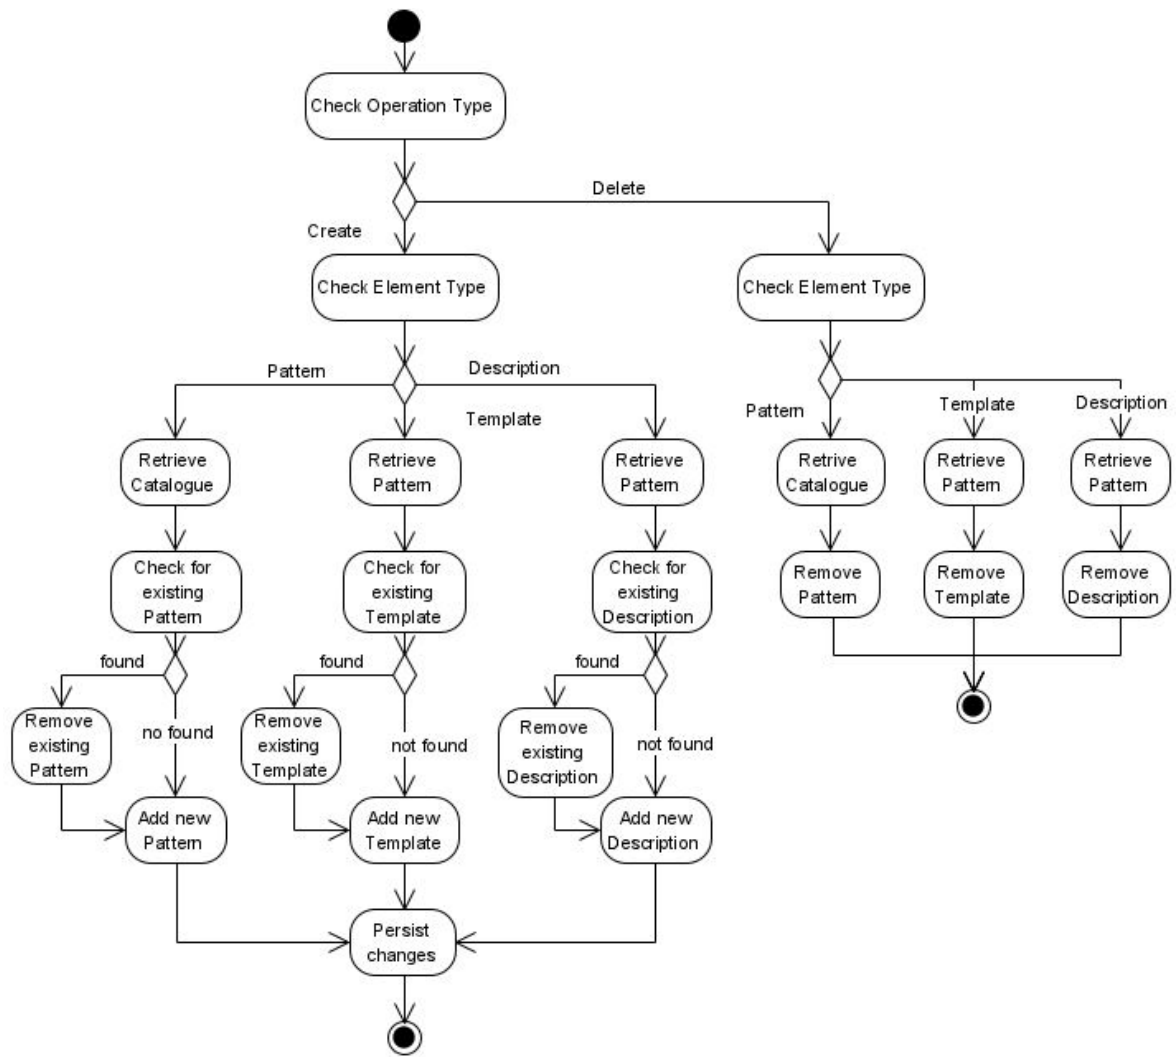 Check Operation Type
Delete
Create
Check Element Type
Check Element Type
Pattern
Description
Template
Pattern
Template
Description
Retrieve
Catalogue
Retrieve
Pattern
Retrieve
Pattern
Retrive
Catalogue
Retrieve
Pattern
Retrieve
Pattern
Check for
existing
Pattern
Check for
existing
Template
Check for
existing
Description
Remove
Pattern
Remove
Template
Remove
Description
found
found
found
Remove
existing
Pattern
no found
Remove
existing
Template
not found
Remove
existing
Description
not found
Add new
Pattern
Add new
Template
Add new
Description
Persist
changes